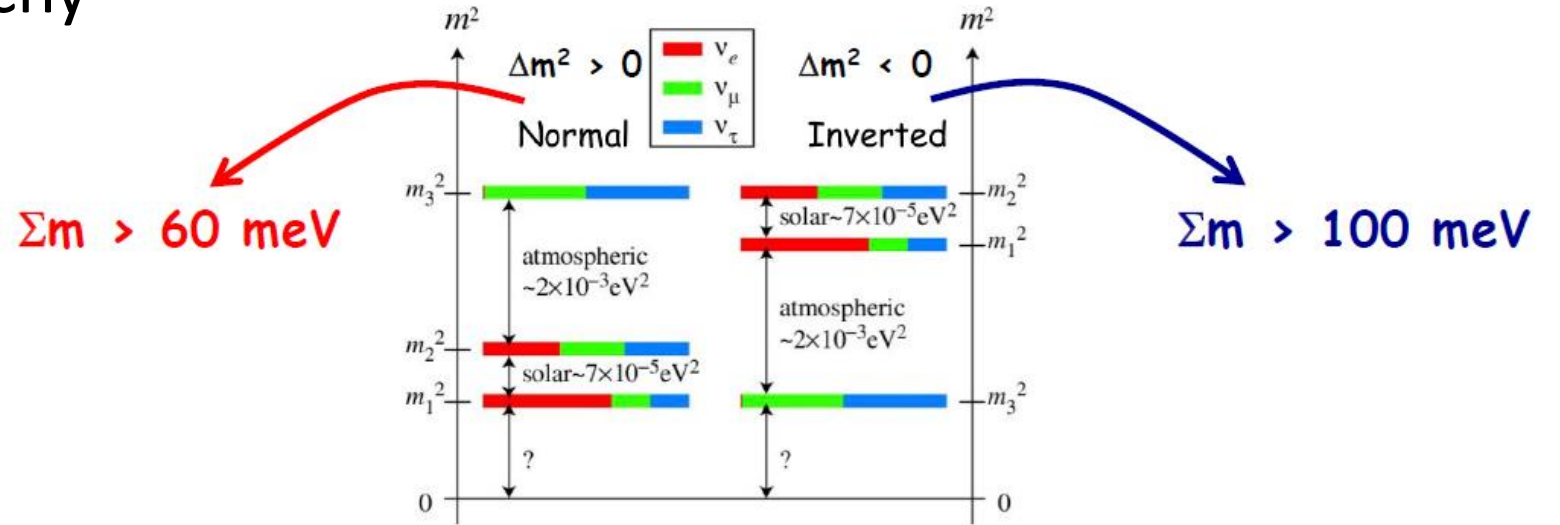 m²
m²
Δm² > 0
ν_e
ν_μ
ν_τ
Δm² < 0
Normal
Inverted
Σm > 60 meV
Σm > 100 meV
m₃²
m₂²
solar~7×10⁻⁵eV²
m₁²
atmospheric
~2×10⁻³eV²
atmospheric
~2×10⁻³eV²
m₂²
solar~7×10⁻⁵eV²
m₁²
m₃²
?
?
0
0